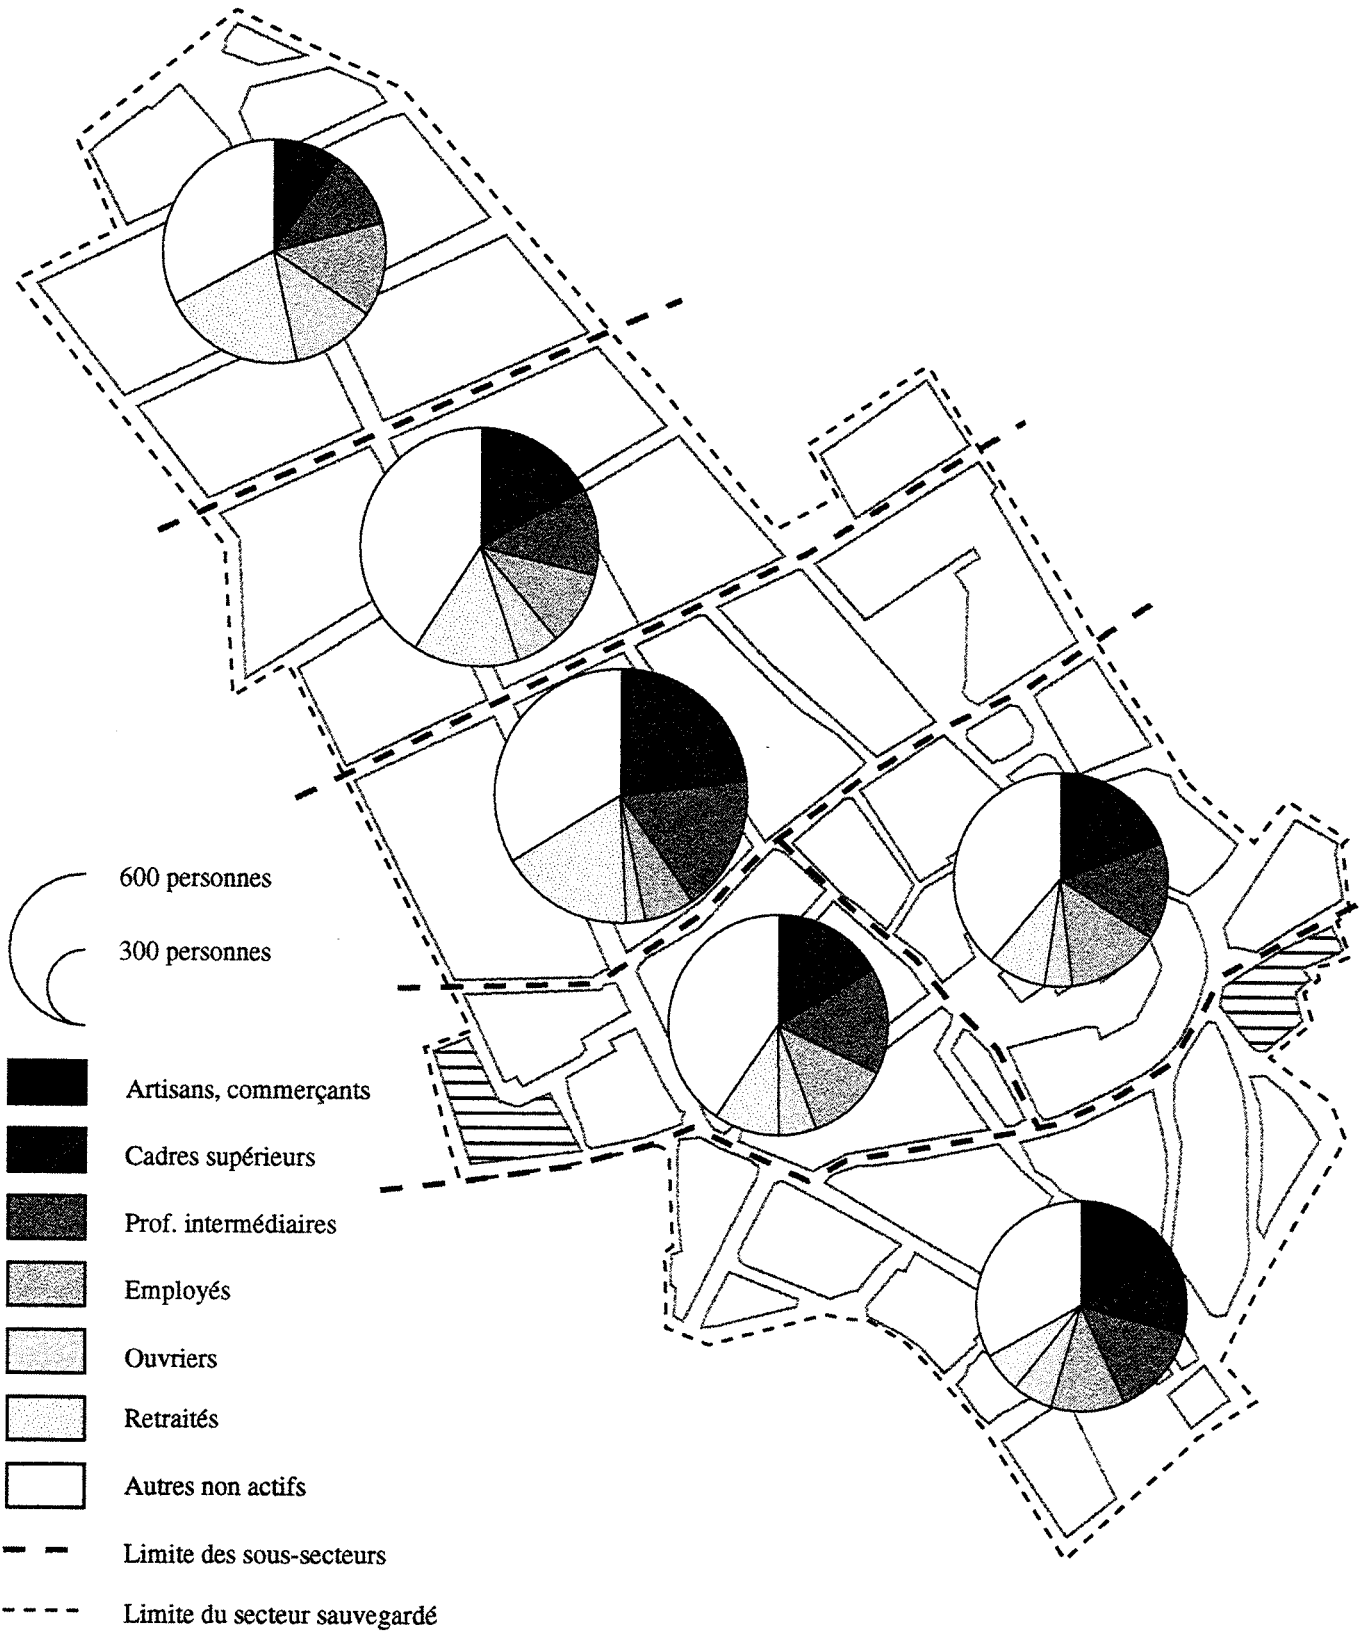 600 personnes
300 personnes
Artisans, commerçants
Cadres supérieurs
Prof. intermédiaires
Employés
Ouvriers
Retraités
Autres non actifs
Limite des sous-secteurs
Limite du secteur sauvegardé